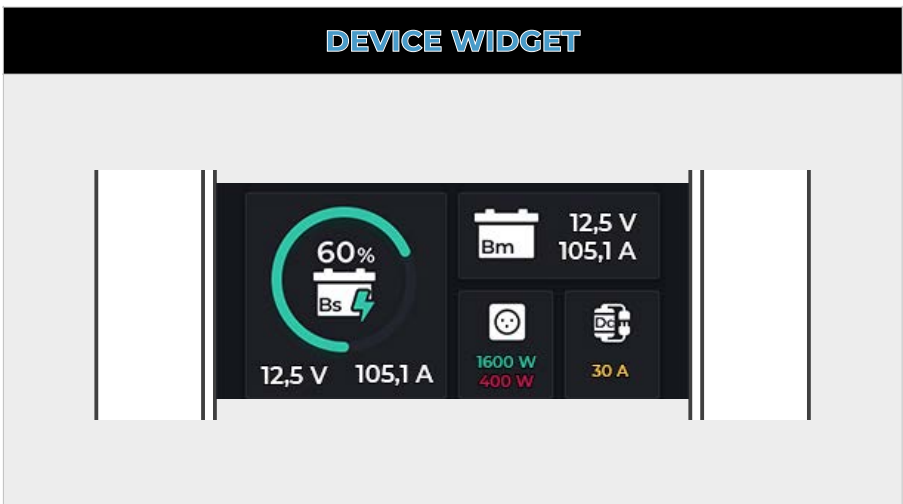 DEVICE WIDGET
60%
Bs
12,5 V 105,1 A
Bm
12,5 V
105,1 A
1600 W
400 W
Dc
30 A